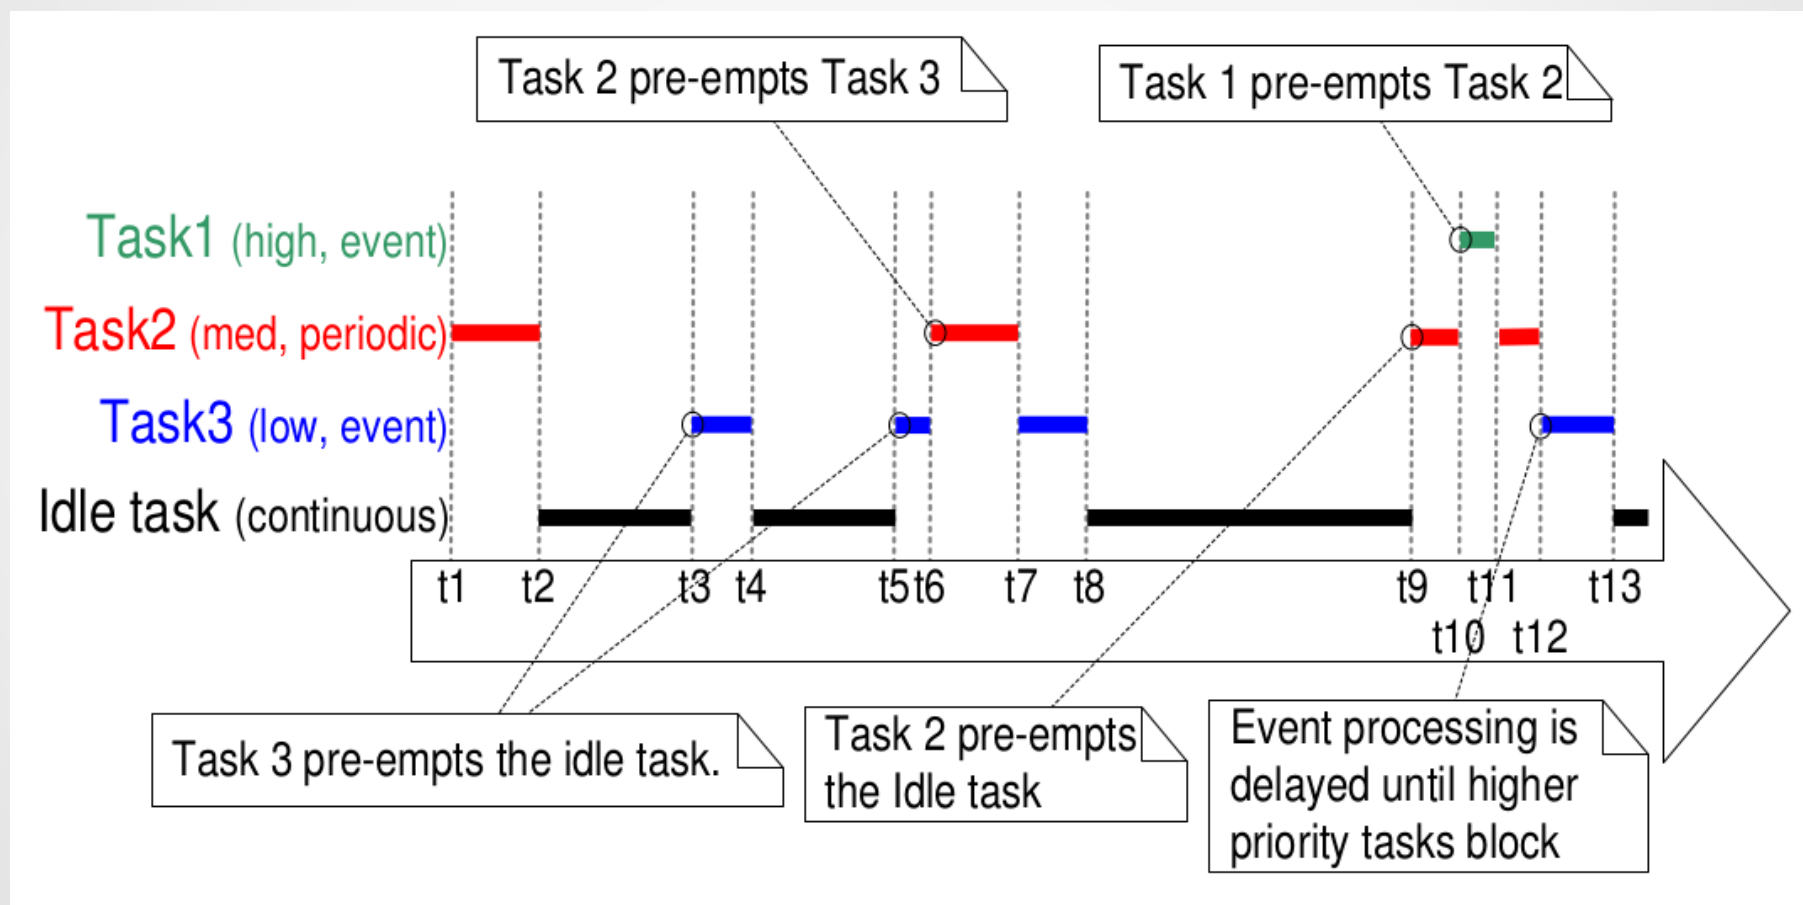 Task 2 pre-empts Task 3
Task 1 pre-empts Task 2
Task1 (high, event)
Task2 (med, periodic)
Task3 (low, event)
Idle task (continuous)
t1 t2 t3 t4 t5 t6 t7 t8 t9 t11 t13
t10 t12
Task 3 pre-empts the idle task.
Task 2 pre-empts
the Idle task
Event processing is
delayed until higher
priority tasks block